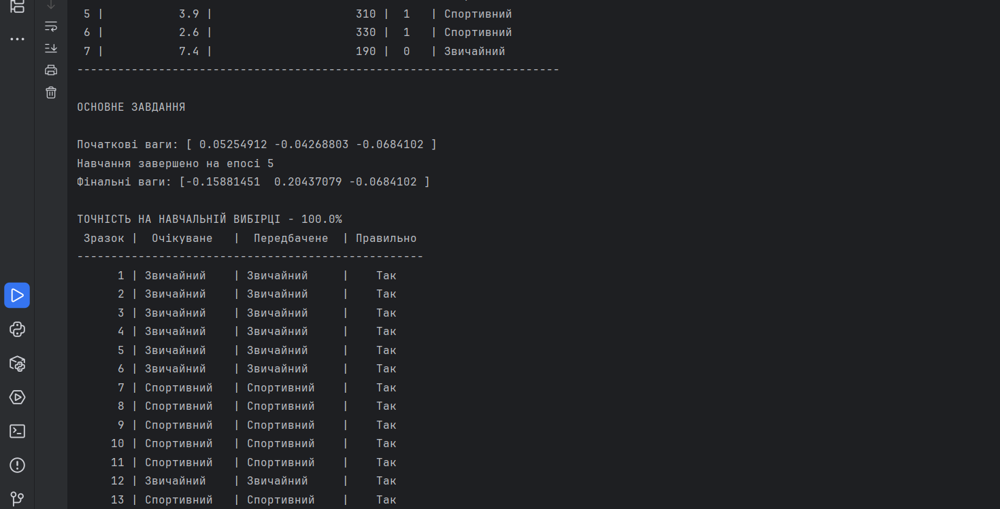 5 | 3.9 | 310 | 1 | Спортивний
6 | 2.6 | 330 | 1 | Спортивний
7 | 7.4 | 190 | 0 | Звичайний
-----------------------------------------------------------------------
ОСНОВНЕ ЗАВДАННЯ
Початкові ваги: [ 0.05254912 -0.04268803 -0.0684102 ]
Навчання завершено на епосі 5
Фінальні ваги: [-0.15881451  0.20437079 -0.0684102 ]
ТОЧНІСТЬ НА НАВЧАЛЬНІЙ ВИБІРЦІ - 100.0%
Зразок | Очікуване | Передбачене | Правильно
---------------------------------------------------
1 | Звичайний | Звичайний | Так
2 | Звичайний | Звичайний | Так
3 | Звичайний | Звичайний | Так
4 | Звичайний | Звичайний | Так
5 | Звичайний | Звичайний | Так
6 | Звичайний | Звичайний | Так
7 | Спортивний | Спортивний | Так
8 | Спортивний | Спортивний | Так
9 | Спортивний | Спортивний | Так
10 | Спортивний | Спортивний | Так
11 | Спортивний | Спортивний | Так
12 | Звичайний | Звичайний | Так
13 | Спортивний | Спортивний | Так